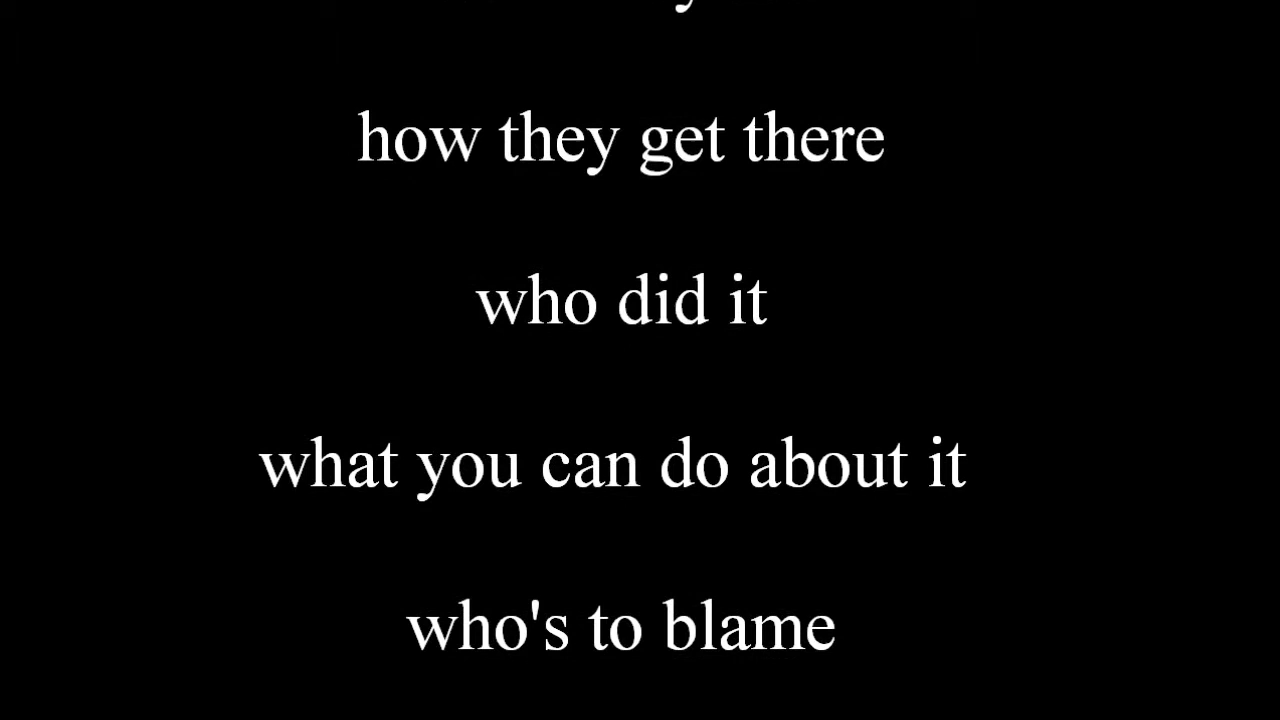 how they get there
who did it
what you can do about it
who's to blame